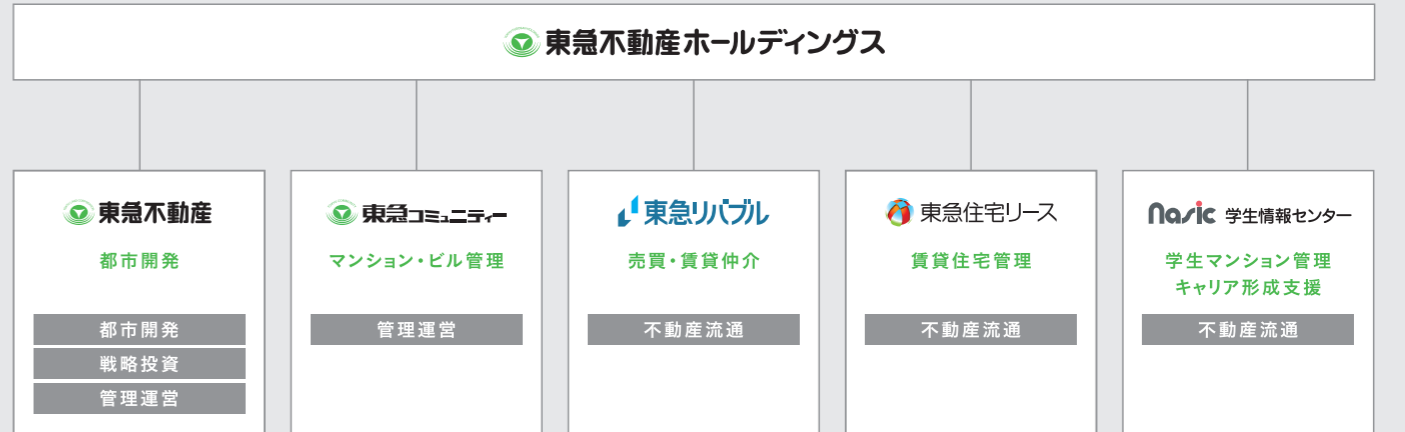 東急不動産ホールディングス
東急不動産
都市開発
都市開発
戦略投資
管理運営
東急コミュニティー
マンション・ビル管理
管理運営
東急リバブル
売買・賃貸仲介
不動産流通
東急住宅リース
賃貸住宅管理
不動産流通
nasic 学生情報センター
学生マンション管理
キャリア形成支援
不動産流通